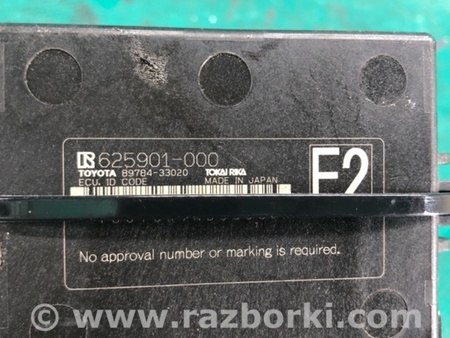 625901-000
TOYOTA 89784-33020 TOKAI RIKA
ECU. ID CODE MADE IN JAPAN
E2
No approval number or marking is required.
© www.razborki.com